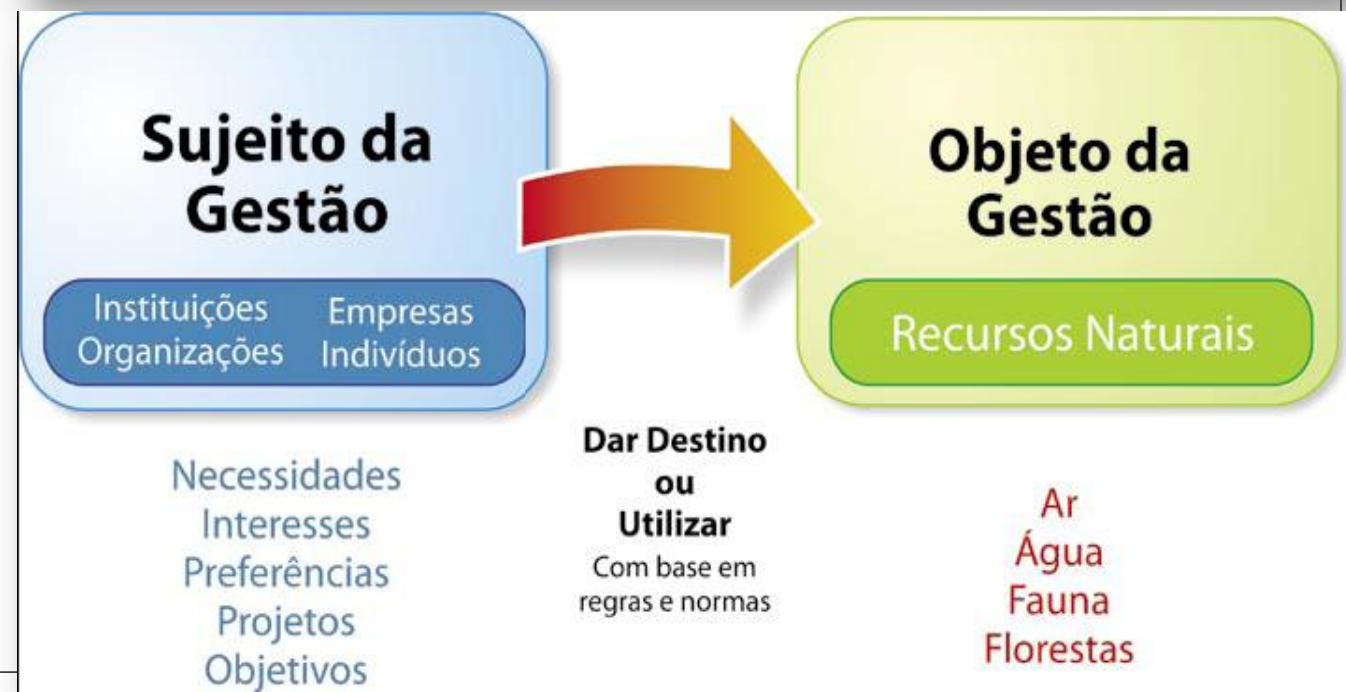 Sujeito da
Gestão
Instituições
Organizações
Empresas
Indivíduos
Necessidades
Interesses
Preferências
Projetos
Objetivos
Dar Destino
ou
Utilizar
Com base em
regras e normas
Objeto da
Gestão
Recursos Naturais
Ar
Água
Fauna
Florestas